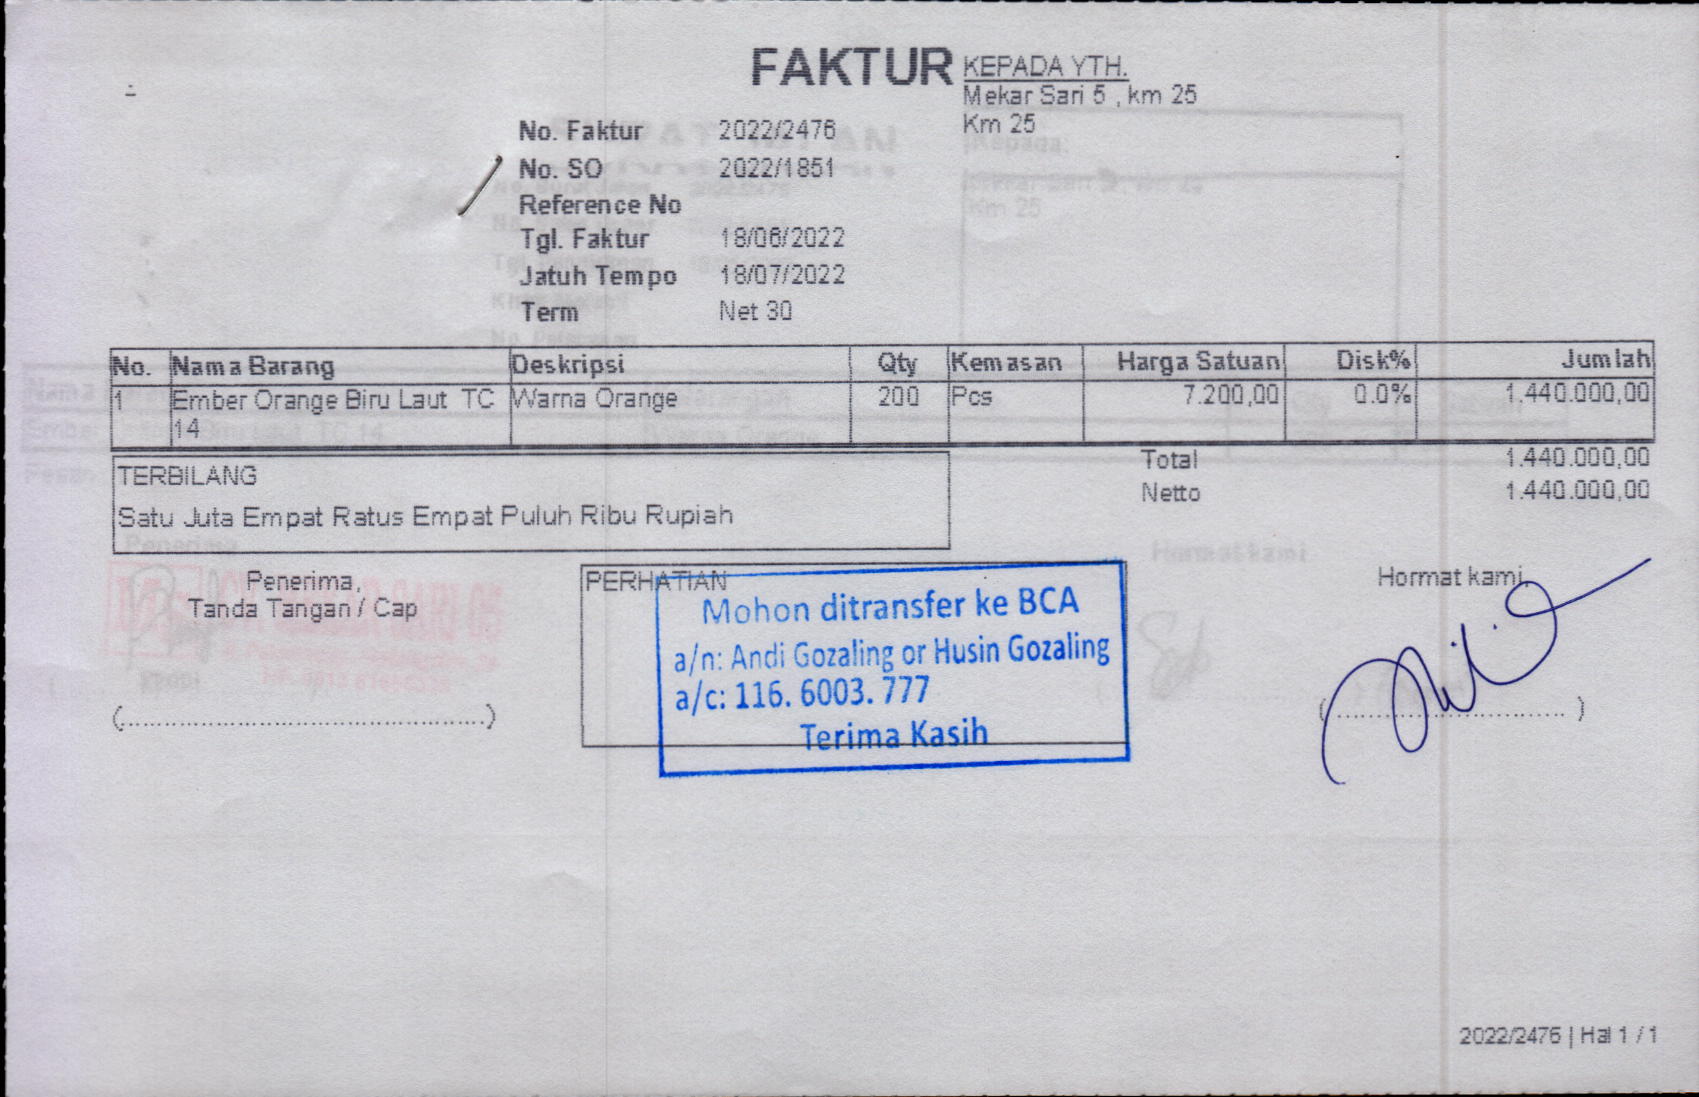 FAKTUR
KEPADA YTH.
Mekar Sari 5 , km 25
Km 25
No. Faktur 2022/2476
No. SO 2022/1851
Reference No
Tgl. Faktur 18/06/2022
Jatuh Tempo 18/07/2022
Term Net 30
No. Nama Barang Deskripsi Qty Kemasan Harga Satuan Disk% Jumlah
1 Ember Orange Biru Laut TC Warna Orange 200 Pcs 7.200,00 0.0% 1.440.000,00
14
TERBILANG
Satu Juta Empat Ratus Empat Puluh Ribu Rupiah
Total 1.440.000,00
Netto 1.440.000,00
Penerima,
Tanda Tangan / Cap
(................................................)
PERHATIAN
Mohon ditransfer ke BCA
a/n: Andi Gozaling or Husin Gozaling
a/c: 116. 6003. 777
Terima Kasih
Hormat kami,
( .............................. )
2022/2476 | Hal 1 / 1